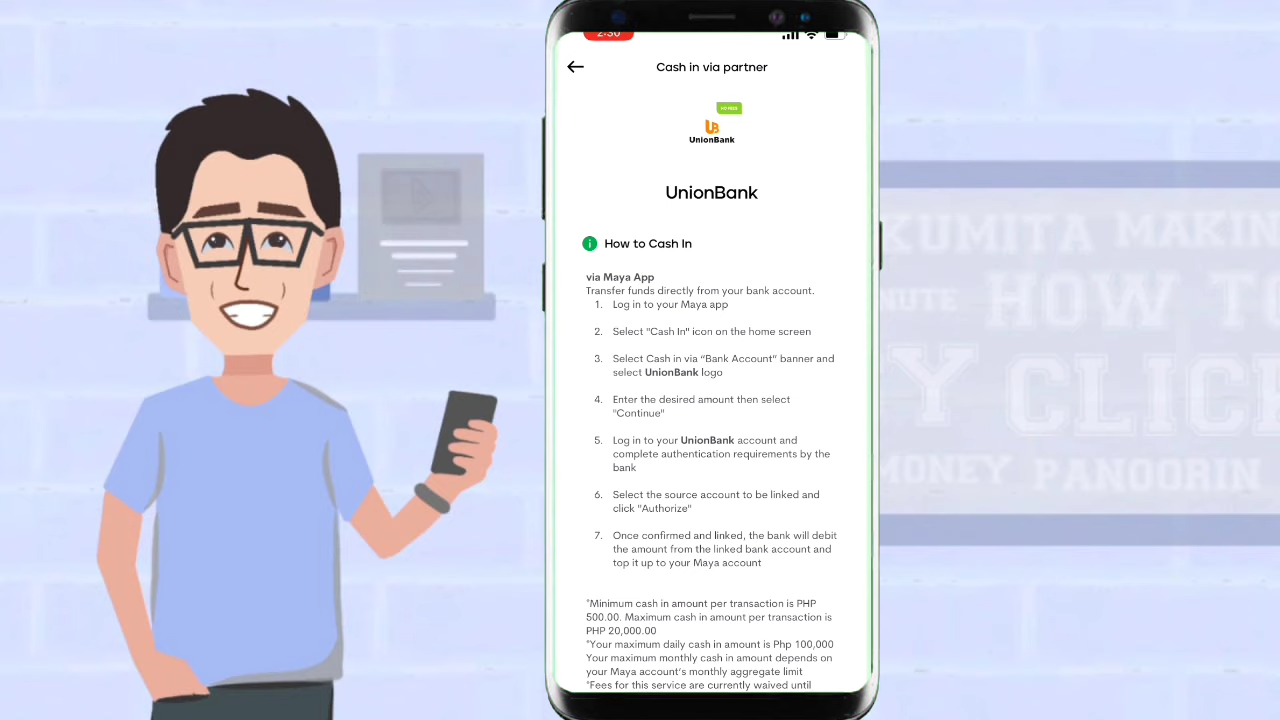 2:30
Cash in via partner
UnionBank
UnionBank
How to Cash In
via Maya App
Transfer funds directly from your bank account.
1. Log in to your Maya app
2. Select "Cash In" icon on the home screen
3. Select Cash in via “Bank Account” banner and
select UnionBank logo
4. Enter the desired amount then select
"Continue"
5. Log in to your UnionBank account and
complete authentication requirements by the
bank
6. Select the source account to be linked and
click "Authorize"
7. Once confirmed and linked, the bank will debit
the amount from the linked bank account and
top it up to your Maya account
*Minimum cash in amount per transaction is PHP
500.00. Maximum cash in amount per transaction is
PHP 20,000.00
*Your maximum daily cash in amount is Php 100,000
Your maximum monthly cash in amount depends on
your Maya account’s monthly aggregate limit
*Fees for this service are currently waived until
KUMITA MAKIN
HOW TO
Y CLICK
MONEY PANOORIN